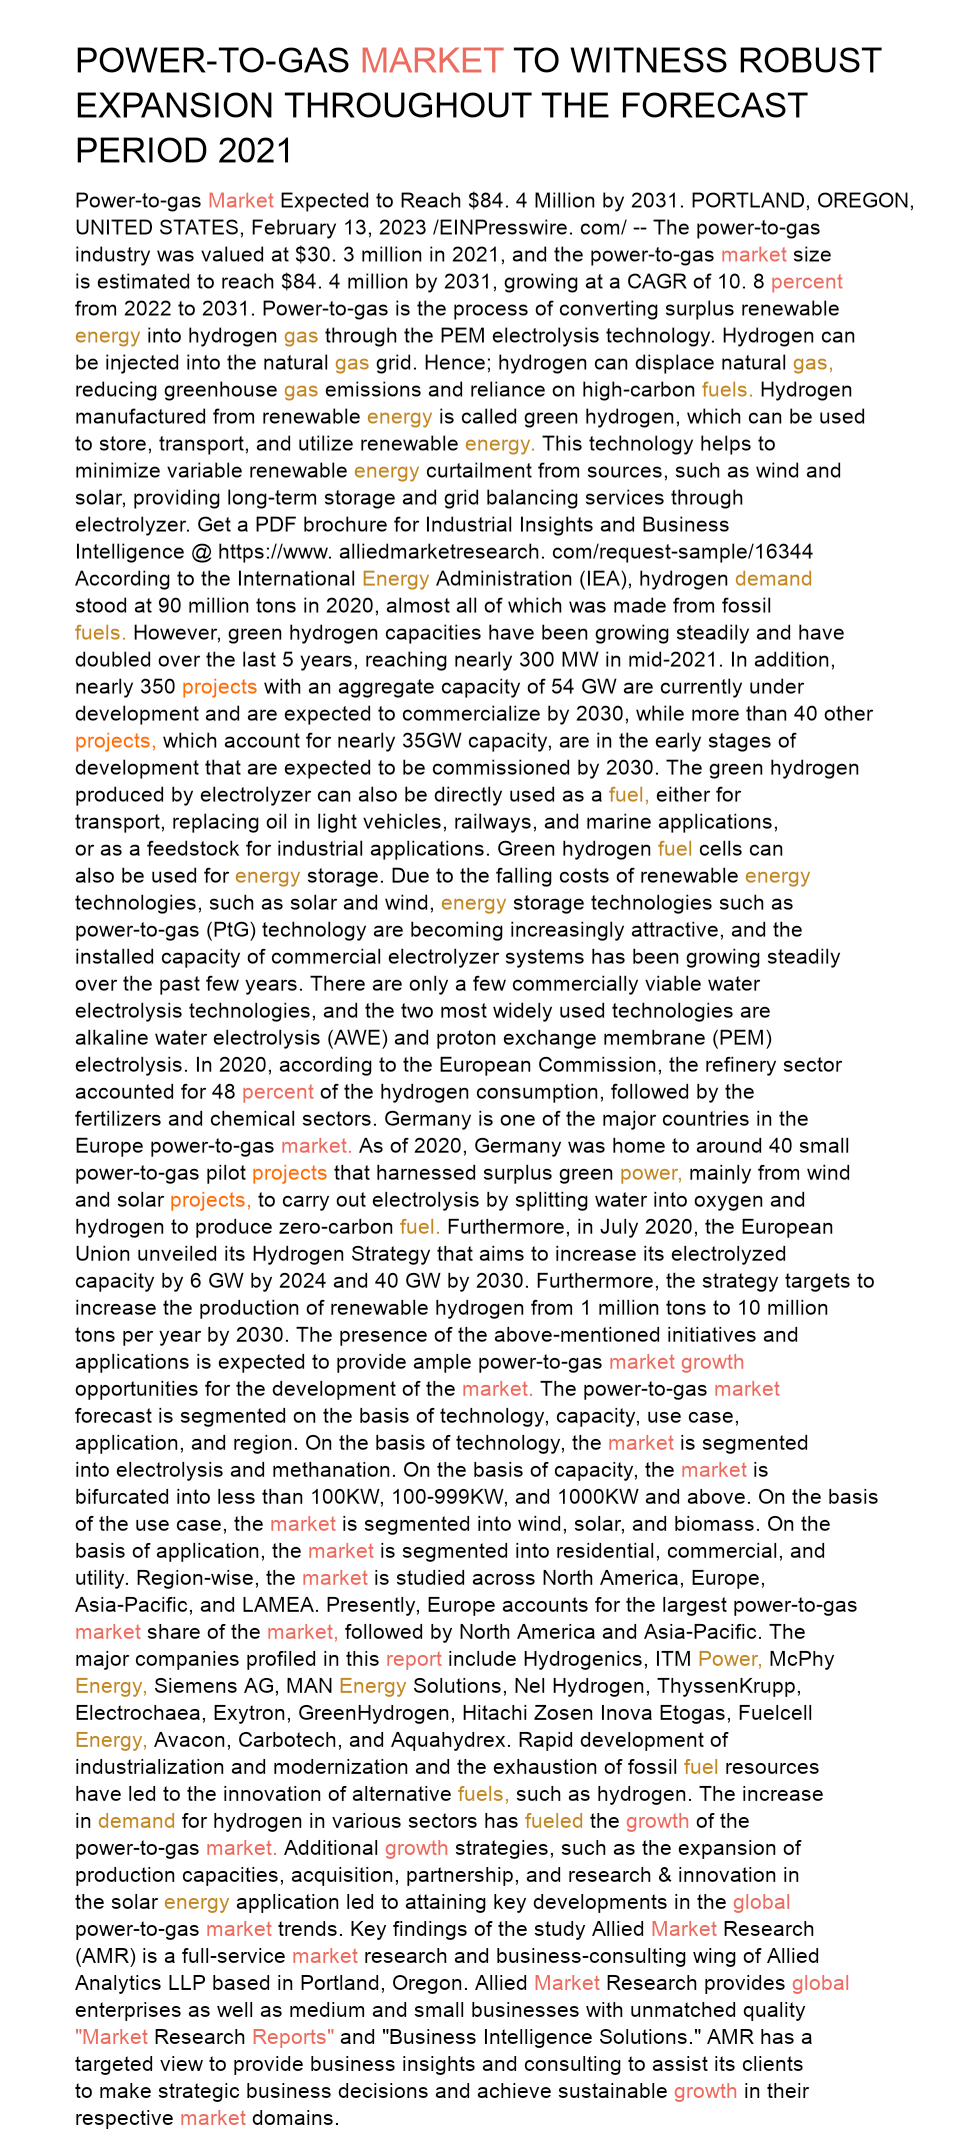 POWER-TO-GAS MARKET TO WITNESS ROBUST
EXPANSION THROUGHOUT THE FORECAST
PERIOD 2021
Power-to-gas Market Expected to Reach $84. 4 Million by 2031. PORTLAND, OREGON,
UNITED STATES, February 13, 2023 /EINPresswire. com/ -- The power-to-gas
industry was valued at $30. 3 million in 2021, and the power-to-gas market size
is estimated to reach $84. 4 million by 2031, growing at a CAGR of 10. 8 percent
from 2022 to 2031. Power-to-gas is the process of converting surplus renewable
energy into hydrogen gas through the PEM electrolysis technology. Hydrogen can
be injected into the natural gas grid. Hence; hydrogen can displace natural gas,
reducing greenhouse gas emissions and reliance on high-carbon fuels. Hydrogen
manufactured from renewable energy is called green hydrogen, which can be used
to store, transport, and utilize renewable energy. This technology helps to
minimize variable renewable energy curtailment from sources, such as wind and
solar, providing long-term storage and grid balancing services through
electrolyzer. Get a PDF brochure for Industrial Insights and Business
Intelligence @ https://www. alliedmarketresearch. com/request-sample/16344
According to the International Energy Administration (IEA), hydrogen demand
stood at 90 million tons in 2020, almost all of which was made from fossil
fuels. However, green hydrogen capacities have been growing steadily and have
doubled over the last 5 years, reaching nearly 300 MW in mid-2021. In addition,
nearly 350 projects with an aggregate capacity of 54 GW are currently under
development and are expected to commercialize by 2030, while more than 40 other
projects, which account for nearly 35GW capacity, are in the early stages of
development that are expected to be commissioned by 2030. The green hydrogen
produced by electrolyzer can also be directly used as a fuel, either for
transport, replacing oil in light vehicles, railways, and marine applications,
or as a feedstock for industrial applications. Green hydrogen fuel cells can
also be used for energy storage. Due to the falling costs of renewable energy
technologies, such as solar and wind, energy storage technologies such as
power-to-gas (PtG) technology are becoming increasingly attractive, and the
installed capacity of commercial electrolyzer systems has been growing steadily
over the past few years. There are only a few commercially viable water
electrolysis technologies, and the two most widely used technologies are
alkaline water electrolysis (AWE) and proton exchange membrane (PEM)
electrolysis. In 2020, according to the European Commission, the refinery sector
accounted for 48 percent of the hydrogen consumption, followed by the
fertilizers and chemical sectors. Germany is one of the major countries in the
Europe power-to-gas market. As of 2020, Germany was home to around 40 small
power-to-gas pilot projects that harnessed surplus green power, mainly from wind
and solar projects, to carry out electrolysis by splitting water into oxygen and
hydrogen to produce zero-carbon fuel. Furthermore, in July 2020, the European
Union unveiled its Hydrogen Strategy that aims to increase its electrolyzed
capacity by 6 GW by 2024 and 40 GW by 2030. Furthermore, the strategy targets to
increase the production of renewable hydrogen from 1 million tons to 10 million
tons per year by 2030. The presence of the above-mentioned initiatives and
applications is expected to provide ample power-to-gas market growth
opportunities for the development of the market. The power-to-gas market
forecast is segmented on the basis of technology, capacity, use case,
application, and region. On the basis of technology, the market is segmented
into electrolysis and methanation. On the basis of capacity, the market is
bifurcated into less than 100KW, 100-999KW, and 1000KW and above. On the basis
of the use case, the market is segmented into wind, solar, and biomass. On the
basis of application, the market is segmented into residential, commercial, and
utility. Region-wise, the market is studied across North America, Europe,
Asia-Pacific, and LAMEA. Presently, Europe accounts for the largest power-to-gas
market share of the market, followed by North America and Asia-Pacific. The
major companies profiled in this report include Hydrogenics, ITM Power, McPhy
Energy, Siemens AG, MAN Energy Solutions, Nel Hydrogen, ThyssenKrupp,
Electrochaea, Exytron, GreenHydrogen, Hitachi Zosen Inova Etogas, Fuelcell
Energy, Avacon, Carbotech, and Aquahydrex. Rapid development of
industrialization and modernization and the exhaustion of fossil fuel resources
have led to the innovation of alternative fuels, such as hydrogen. The increase
in demand for hydrogen in various sectors has fueled the growth of the
power-to-gas market. Additional growth strategies, such as the expansion of
production capacities, acquisition, partnership, and research & innovation in
the solar energy application led to attaining key developments in the global
power-to-gas market trends. Key findings of the study Allied Market Research
(AMR) is a full-service market research and business-consulting wing of Allied
Analytics LLP based in Portland, Oregon. Allied Market Research provides global
enterprises as well as medium and small businesses with unmatched quality
"Market Research Reports" and "Business Intelligence Solutions." AMR has a
targeted view to provide business insights and consulting to assist its clients
to make strategic business decisions and achieve sustainable growth in their
respective market domains.